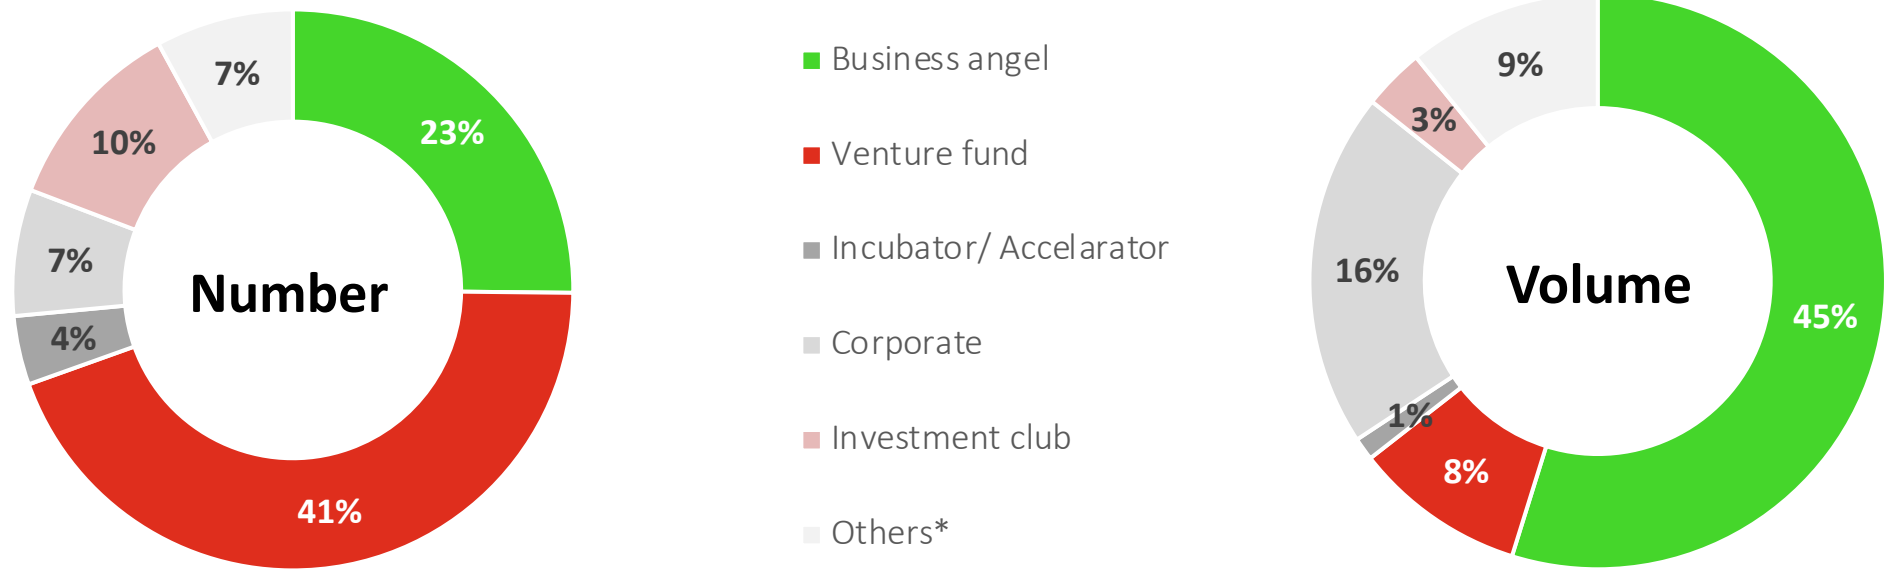 7%
23%
10%
7%
4%
41%
Number
Business angel
Venture fund
Incubator/ Accelarator
Corporate
Investment club
Others*
9%
3%
16%
45%
1%
8%
Volume